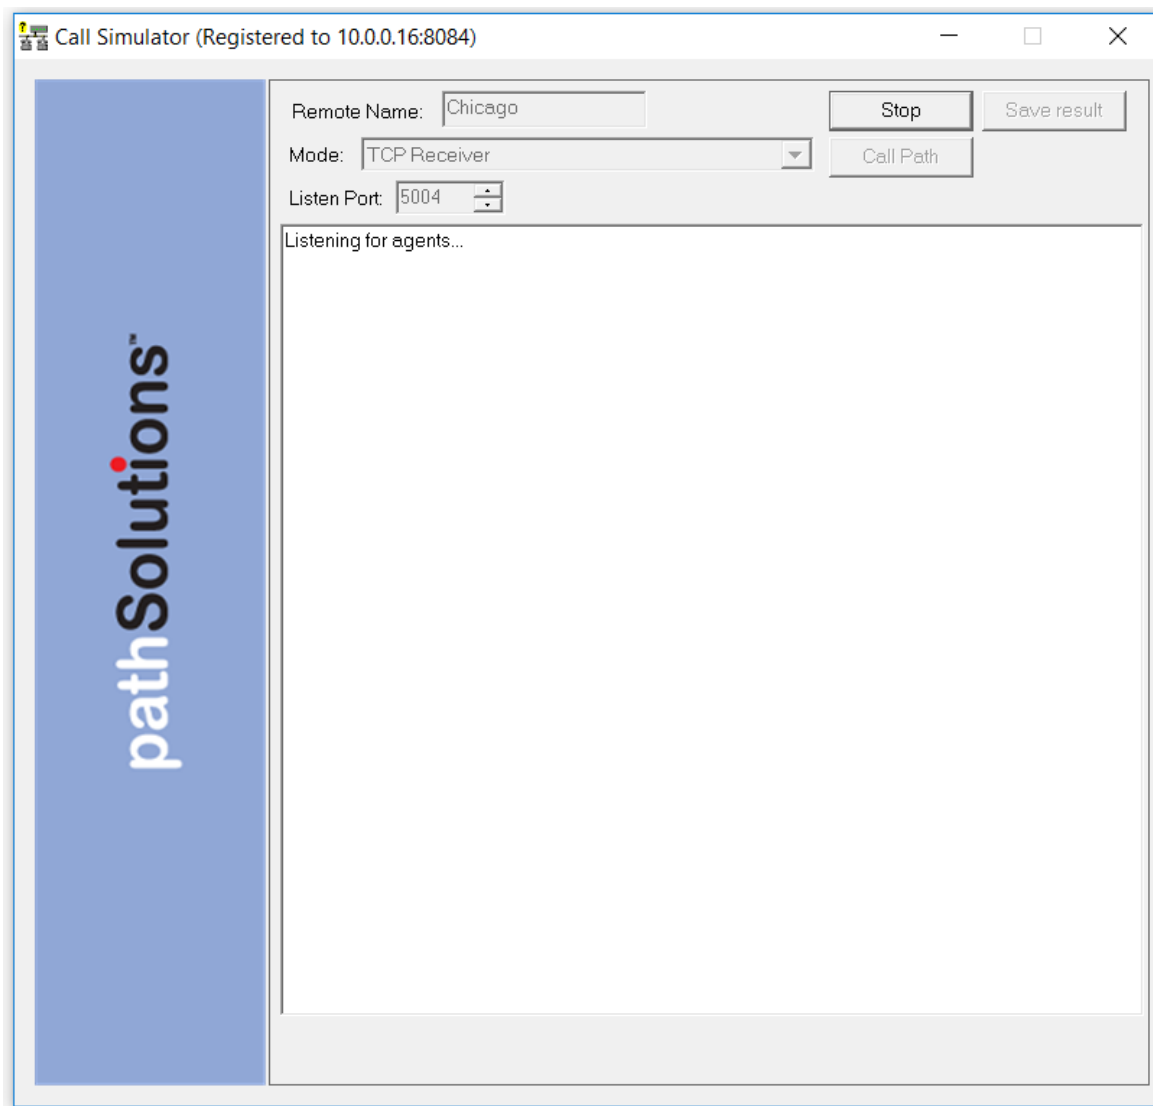 Call Simulator (Registered to 10.0.0.16:8084)
Remote Name: Chicago Stop Save result
Mode: TCP Receiver Call Path
Listen Port: 5004
Listening for agents...
pathSolutions™